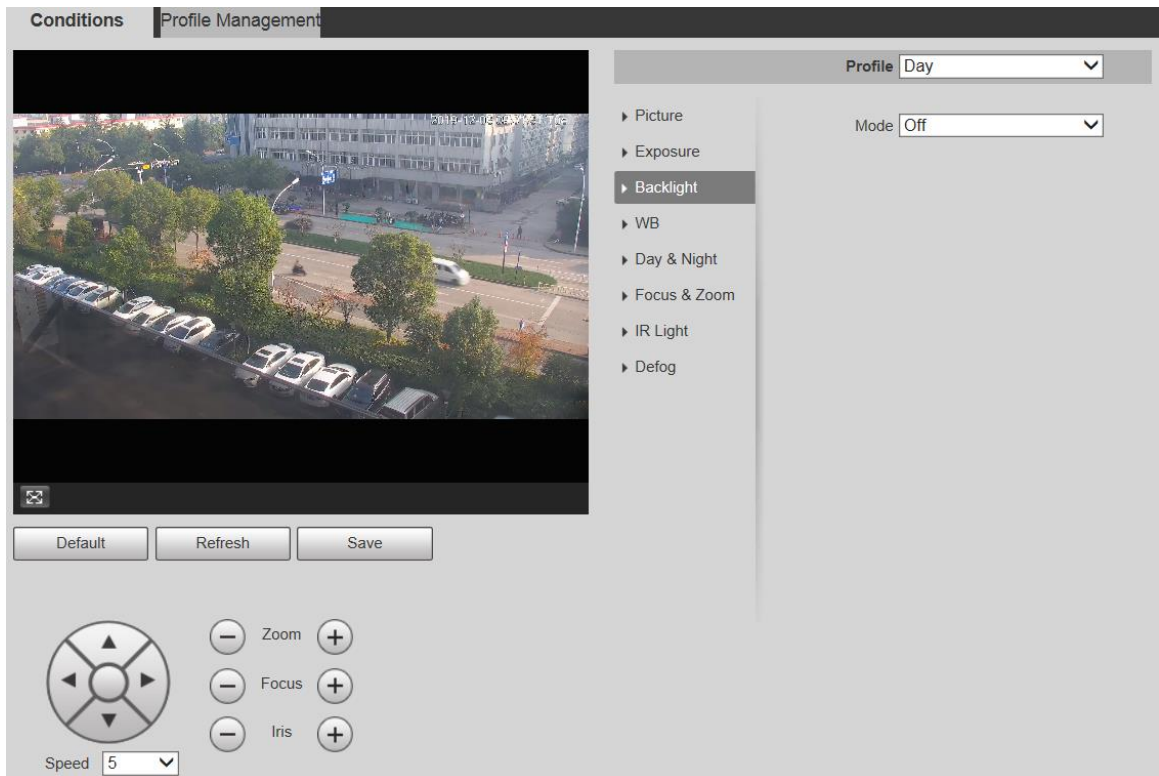 Conditions
Profile Management
Profile Day
Picture
Mode Off
Exposure
Backlight
WB
Day & Night
Focus & Zoom
IR Light
Defog
Default
Refresh
Save
Zoom
Focus
Iris
Speed 5